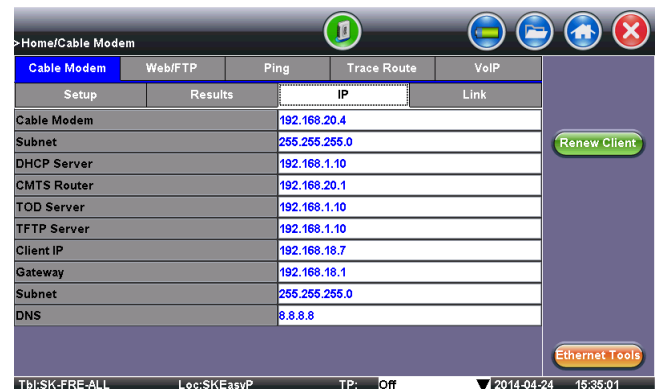 >Home/Cable Modem
Cable Modem Web/FTP Ping Trace Route VoIP
Setup Results IP Link
Cable Modem 192.168.20.4
Subnet 255.255.255.0
Renew Client
DHCP Server 192.168.1.10
CMTS Router 192.168.20.1
TOD Server 192.168.1.10
TFTP Server 192.168.1.10
Client IP 192.168.18.7
Gateway 192.168.18.1
Subnet 255.255.255.0
DNS 8.8.8.8
Ethernet Tools
Tbl:SK-FRE-ALL Loc:SKEasyP TP: Off 2014-04-24 15:35:01